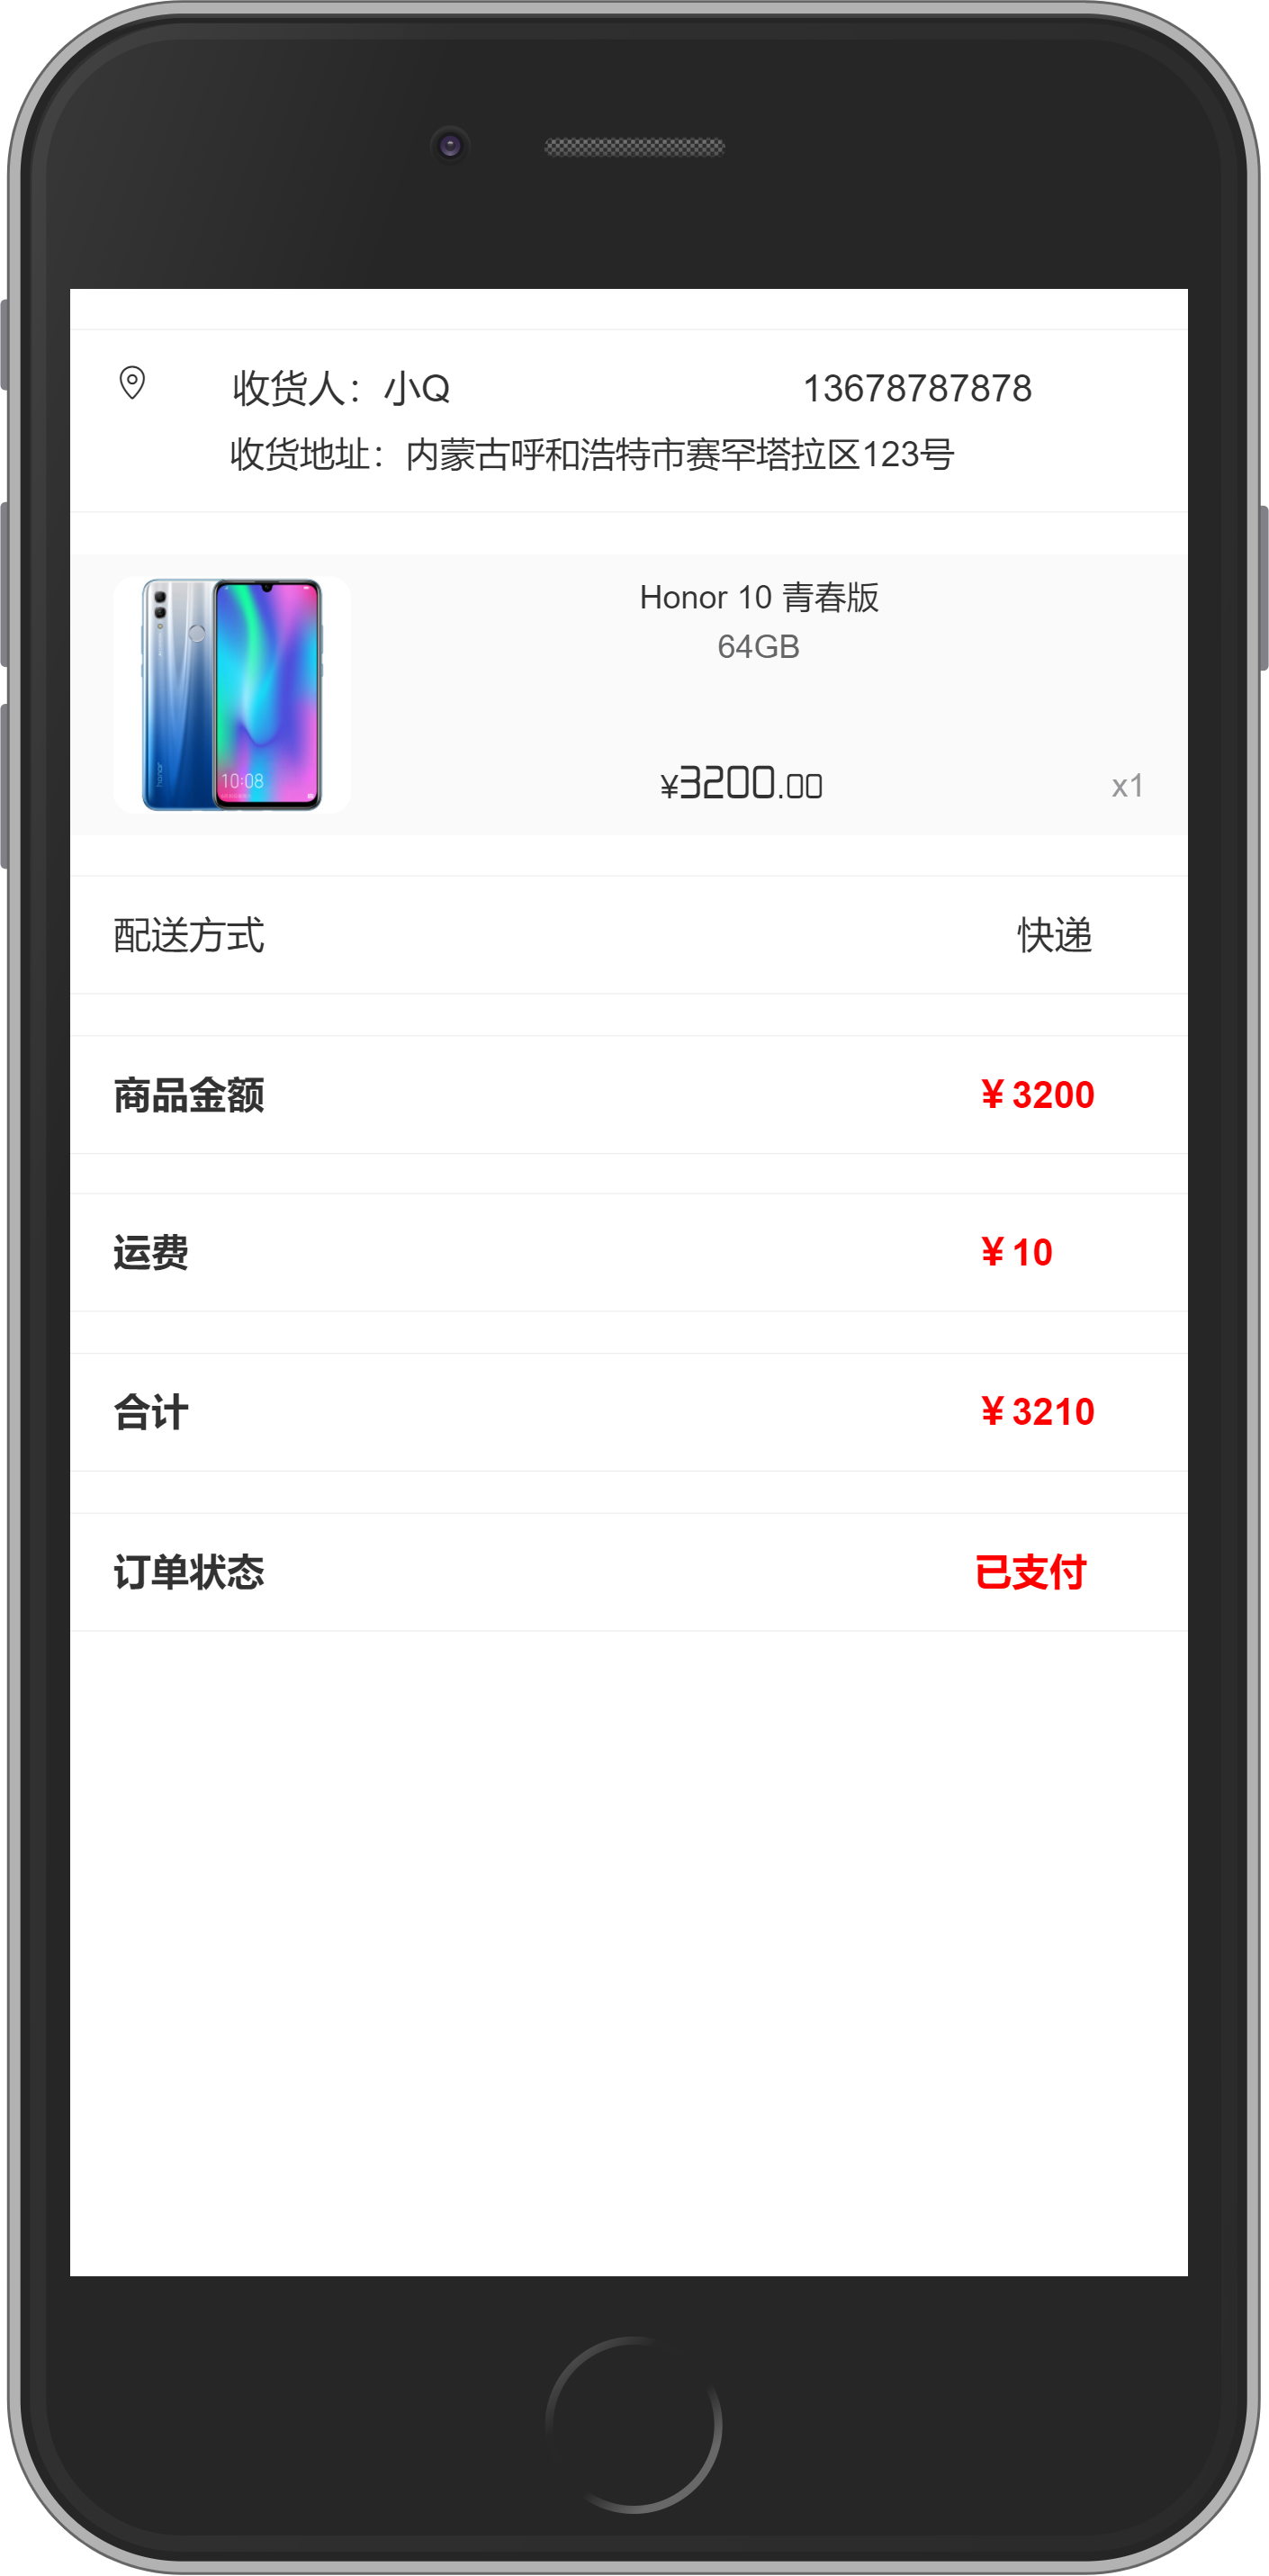 收货人：小Q 13678787878
收货地址：内蒙古呼和浩特市赛罕塔拉区123号
Honor 10 青春版
64GB
honor
10:08
¥3200.00 x1
配送方式 快递
商品金额 ¥3200
运费 ¥10
合计 ¥3210
订单状态 已支付